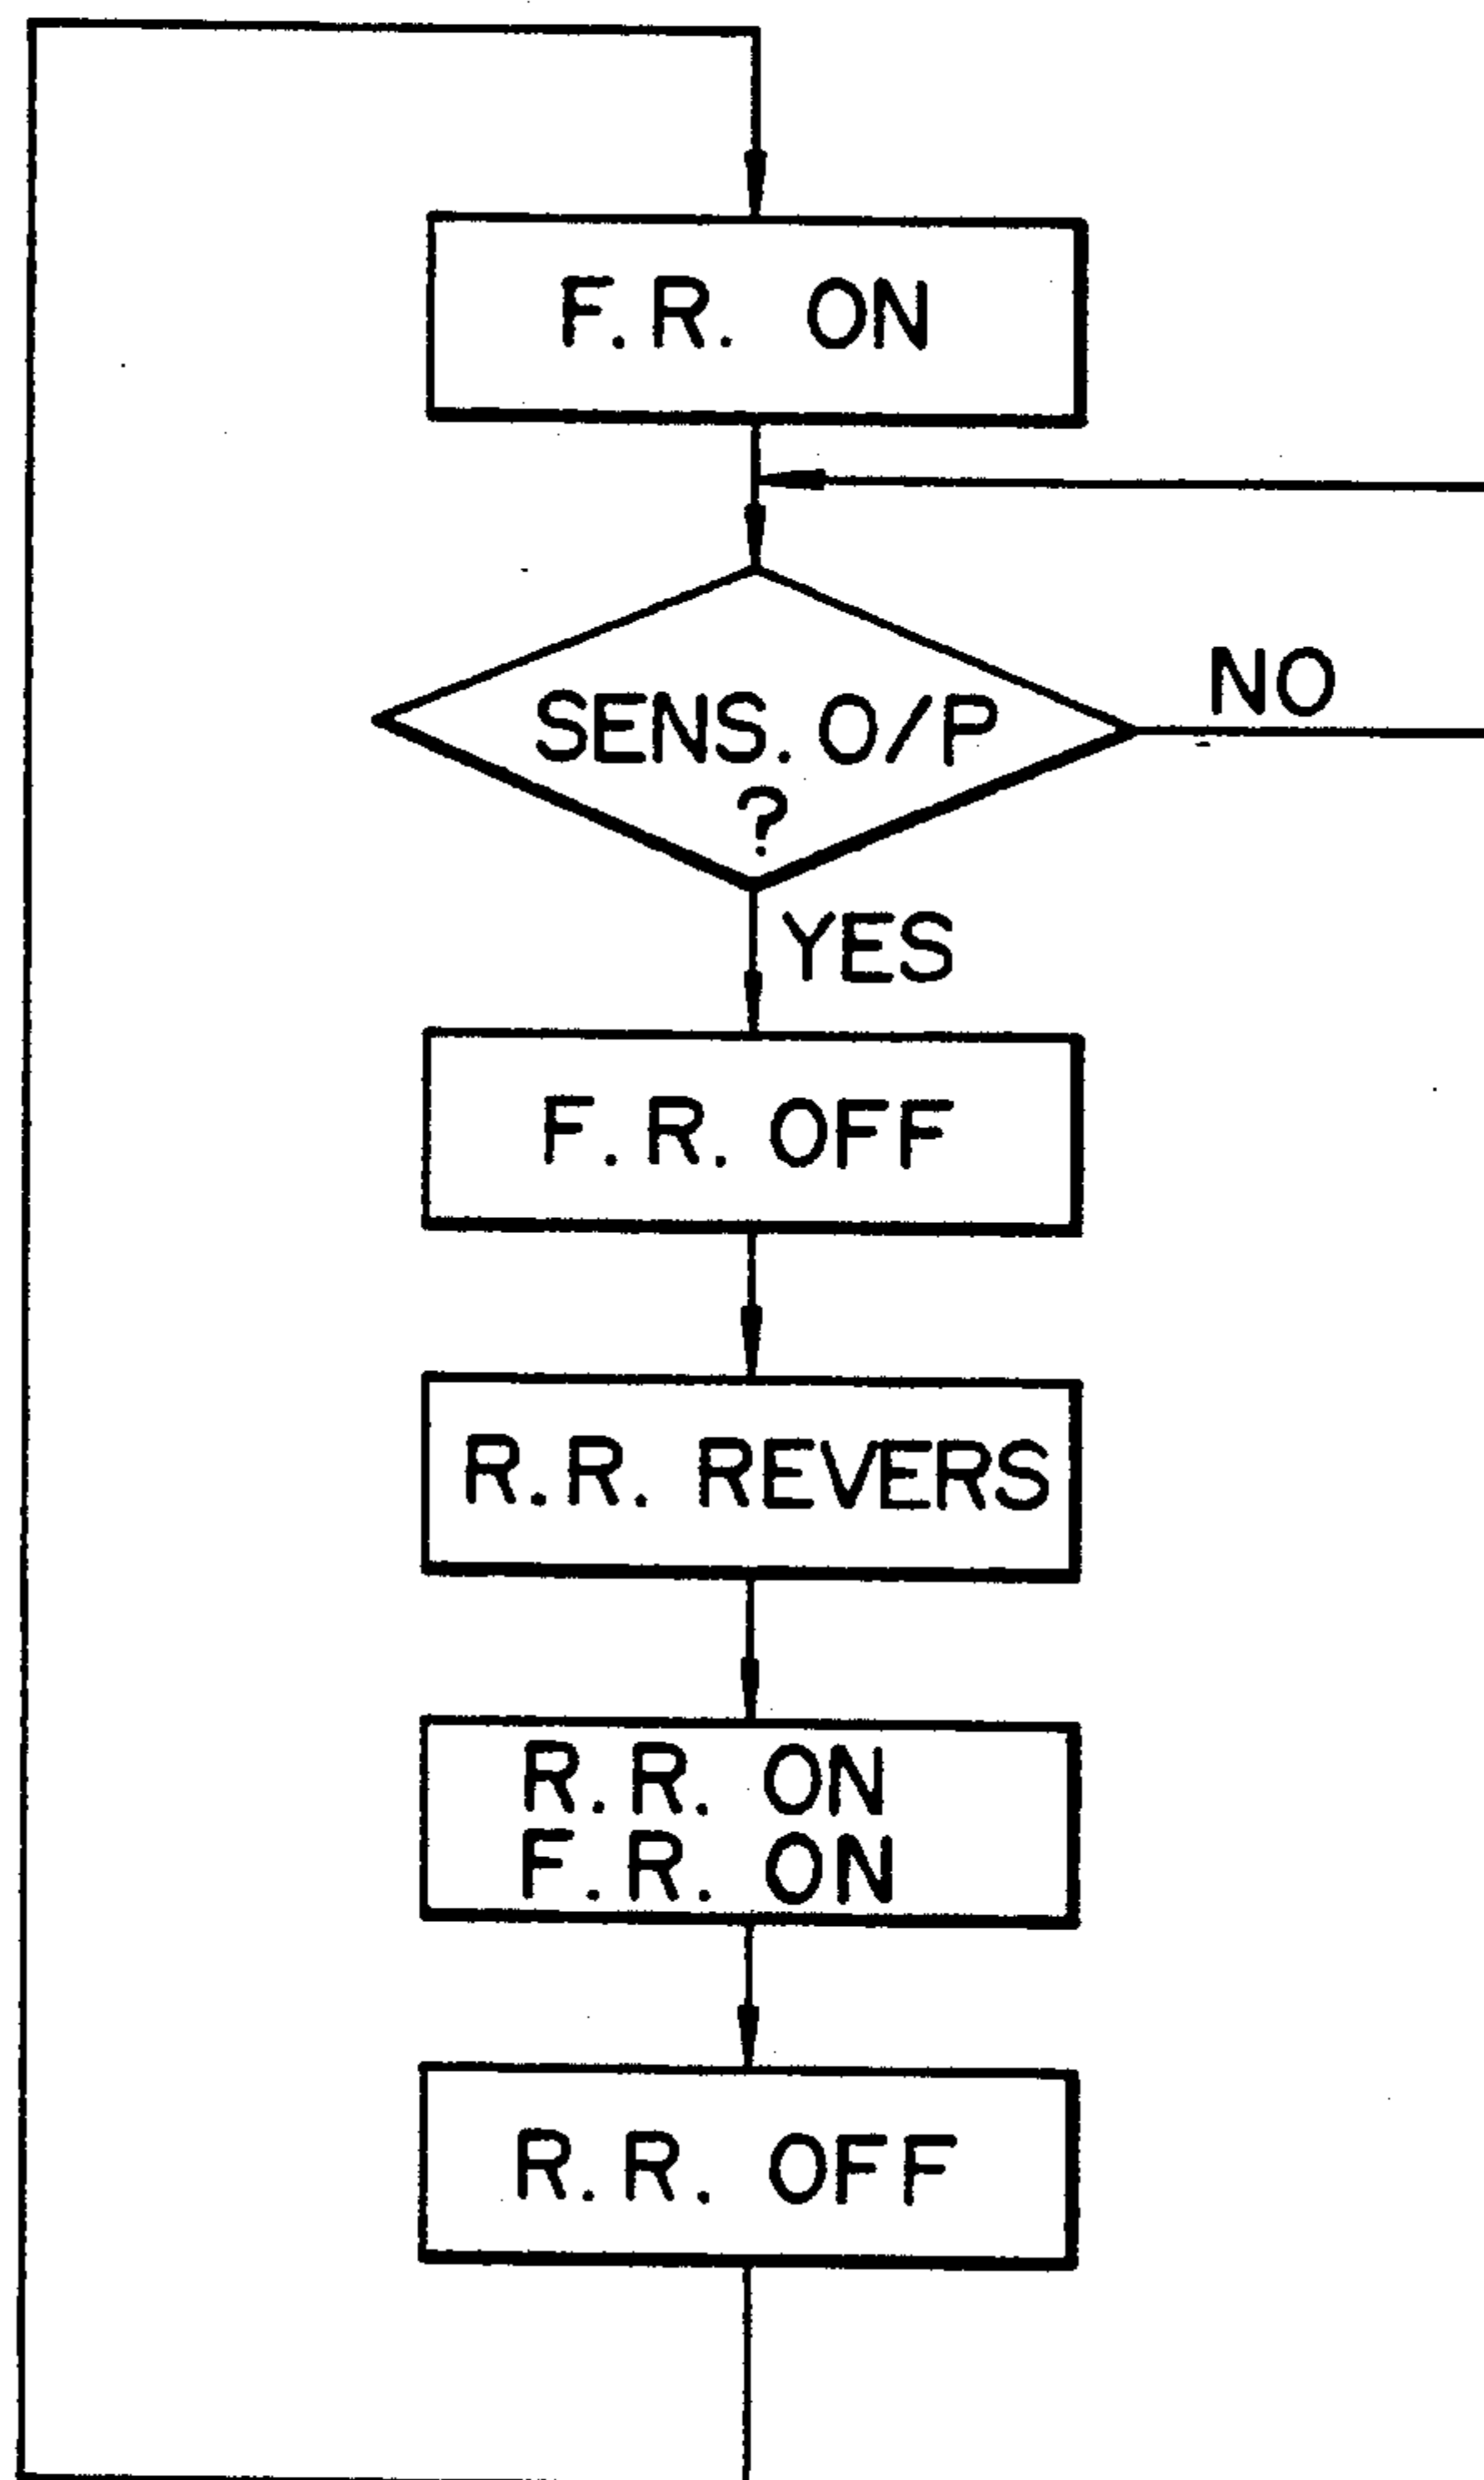 F.R. ON
SENS. O/P
?
NO
YES
F.R. OFF
R.R. REVERS
R.R. ON
F.R. ON
R.R. OFF